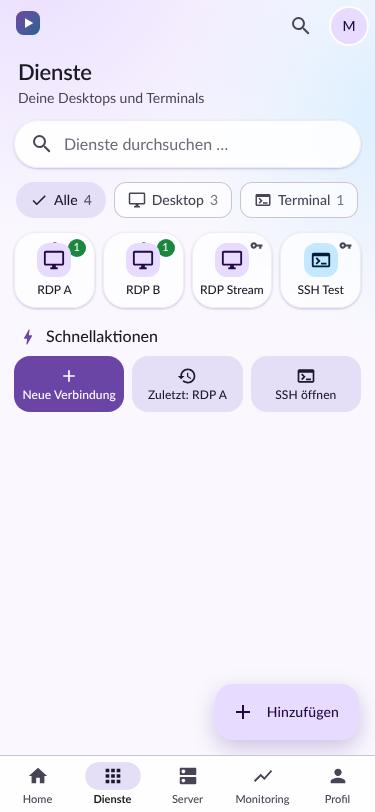 M
Dienste
Deine Desktops und Terminals
Dienste durchsuchen ...
Alle 4
Desktop 3
Terminal 1
1
1
RDP A
RDP B
RDP Stream
SSH Test
Schnellaktionen
Neue Verbindung
Zuletzt: RDP A
SSH öffnen
Hinzufügen
Home
Dienste
Server
Monitoring
Profil